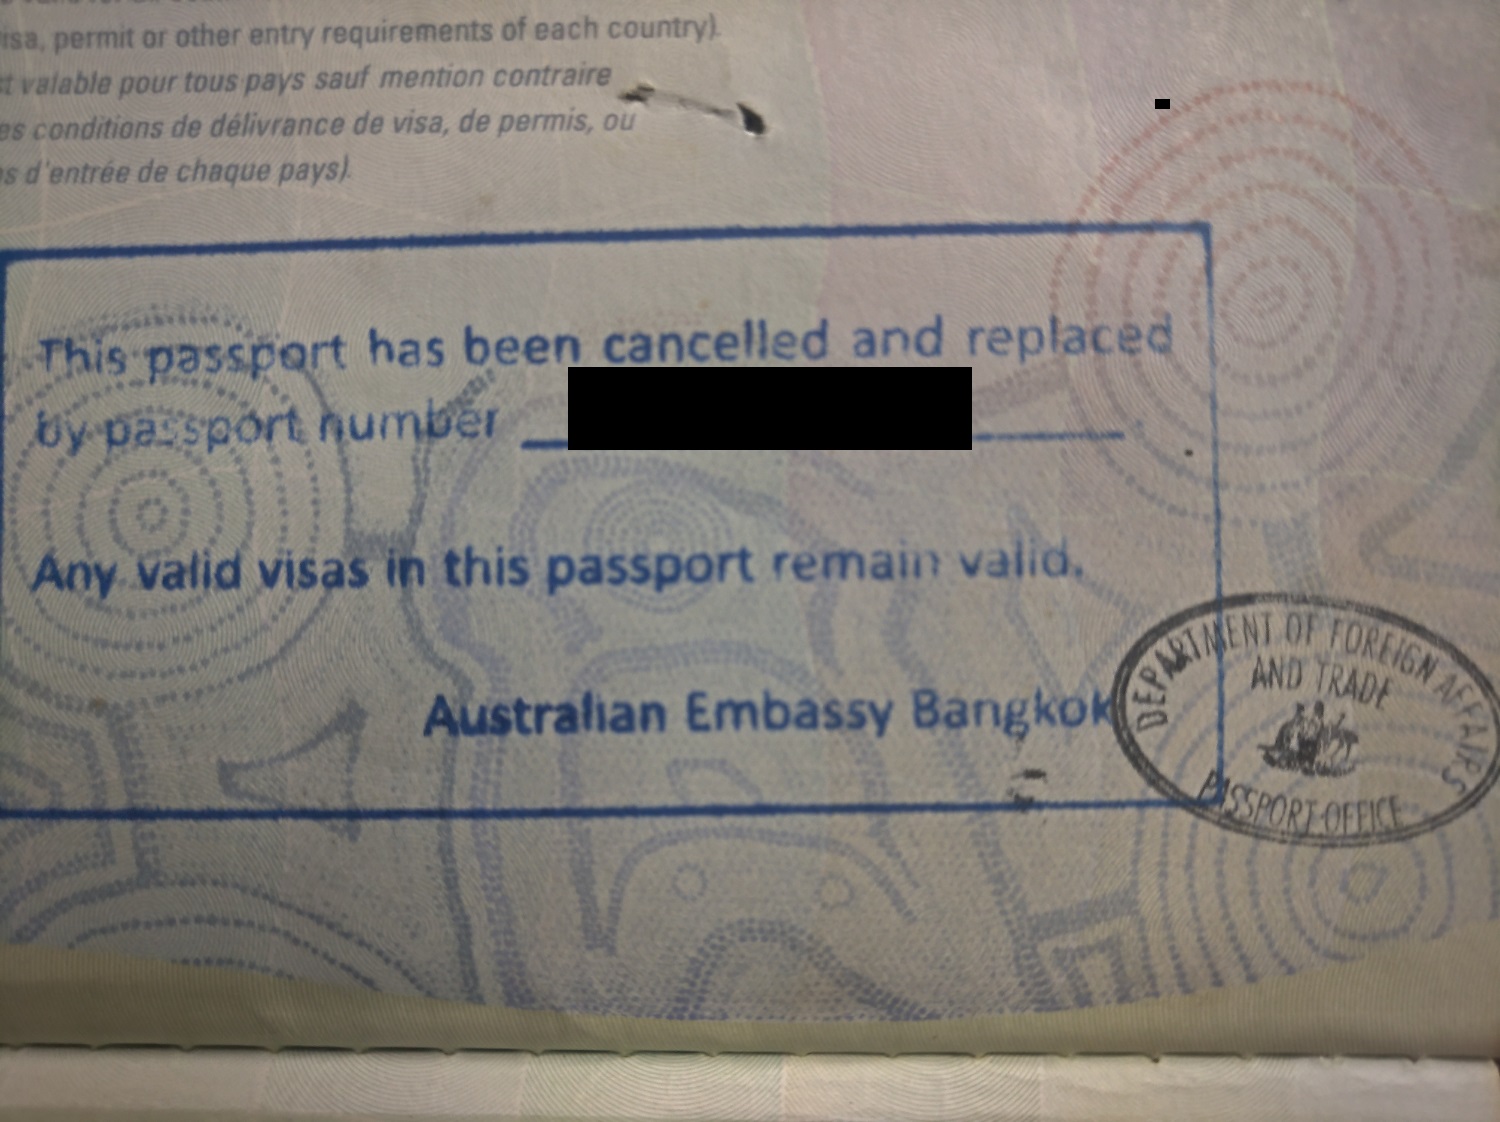 isa, permit or other entry requirements of each country).
st valable pour tous pays sauf mention contraire
es conditions de délivrance de visa, de permis, ou
s d'entrée de chaque pays).
This passport has been cancelled and replaced
by passport number
Any valid visas in this passport remain valid.
Australian Embassy Bangkok
DEPARTMENT OF FOREIGN AFFAIRS
AND TRADE
PASSPORT OFFICE